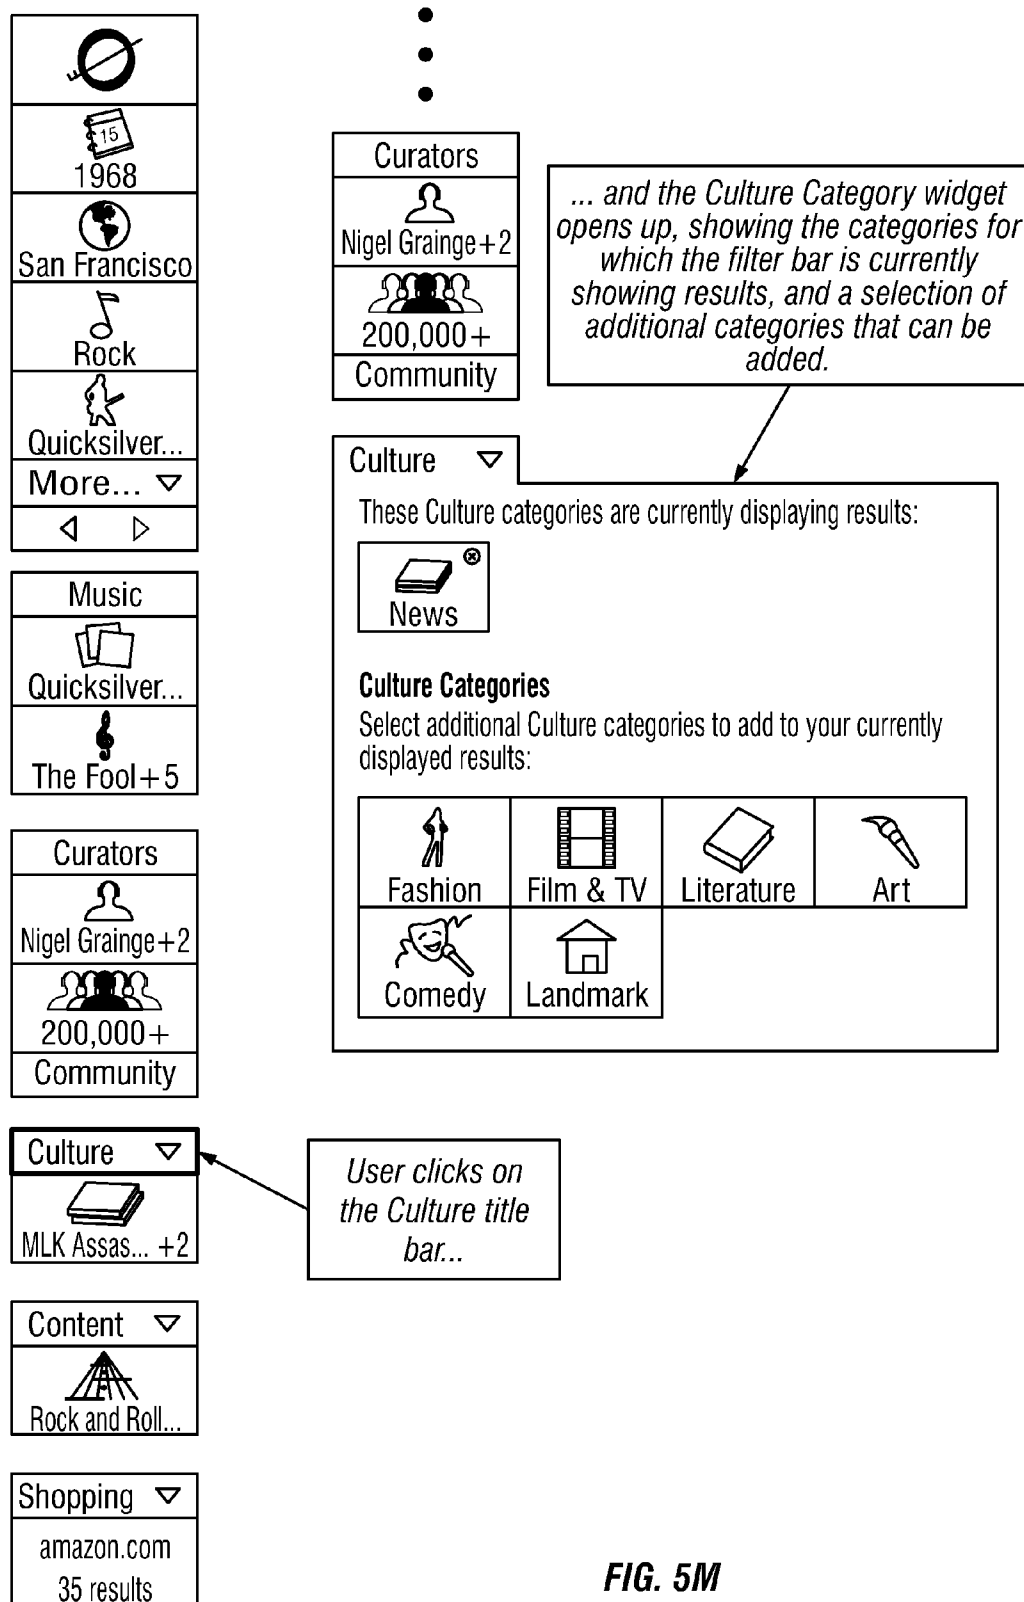 15
1968
San Francisco
Rock
Quicksilver...
More...
Music
Quicksilver...
The Fool+5
Curators
Nigel Grainge+2
200,000+
Community
Culture
MLK Assas... +2
Content
Rock and Roll...
Shopping
amazon.com
35 results
User clicks on
the Culture title
bar...
Curators
Nigel Grainge+2
200,000+
Community
... and the Culture Category widget
opens up, showing the categories for
which the filter bar is currently
showing results, and a selection of
additional categories that can be
added.
Culture
These Culture categories are currently displaying results:
News
Culture Categories
Select additional Culture categories to add to your currently
displayed results:
Fashion
Film & TV
Literature
Art
Comedy
Landmark
FIG. 5M